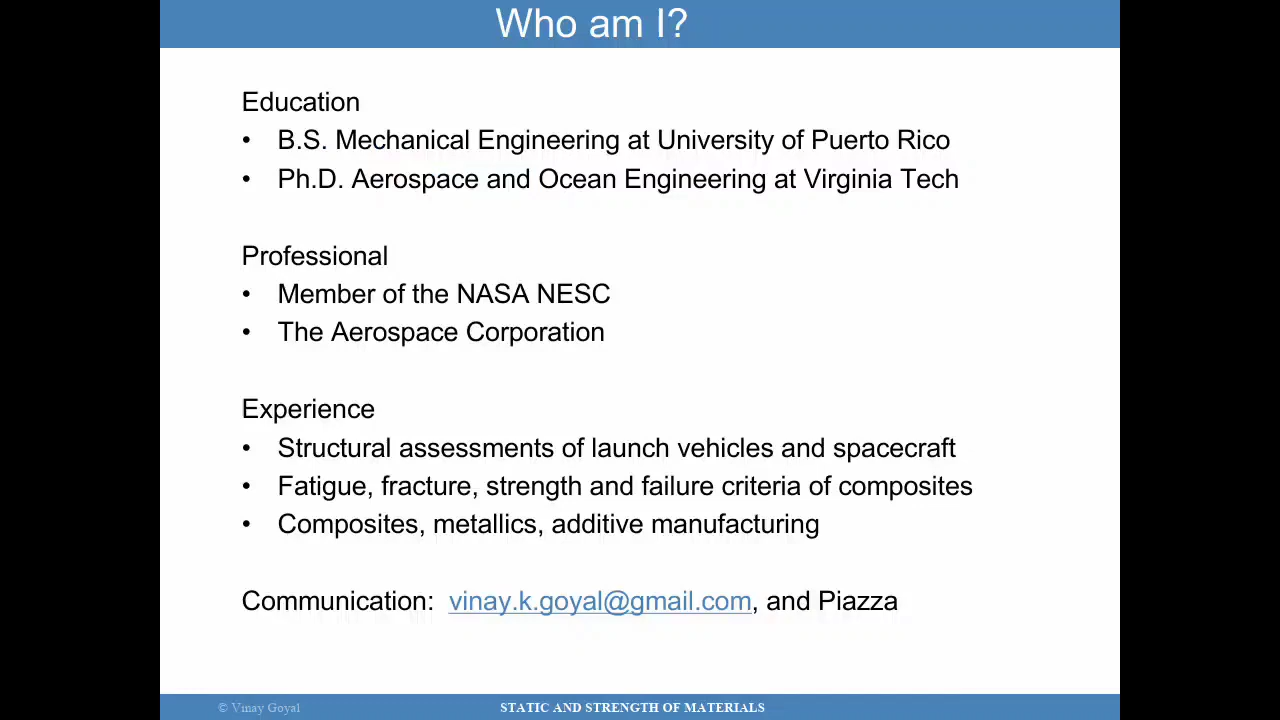 Who am I?
Education
• B.S. Mechanical Engineering at University of Puerto Rico
• Ph.D. Aerospace and Ocean Engineering at Virginia Tech
Professional
• Member of the NASA NESC
• The Aerospace Corporation
Experience
• Structural assessments of launch vehicles and spacecraft
• Fatigue, fracture, strength and failure criteria of composites
• Composites, metallics, additive manufacturing
Communication: vinay.k.goyal@gmail.com, and Piazza
© Vinay Goyal STATIC AND STRENGTH OF MATERIALS